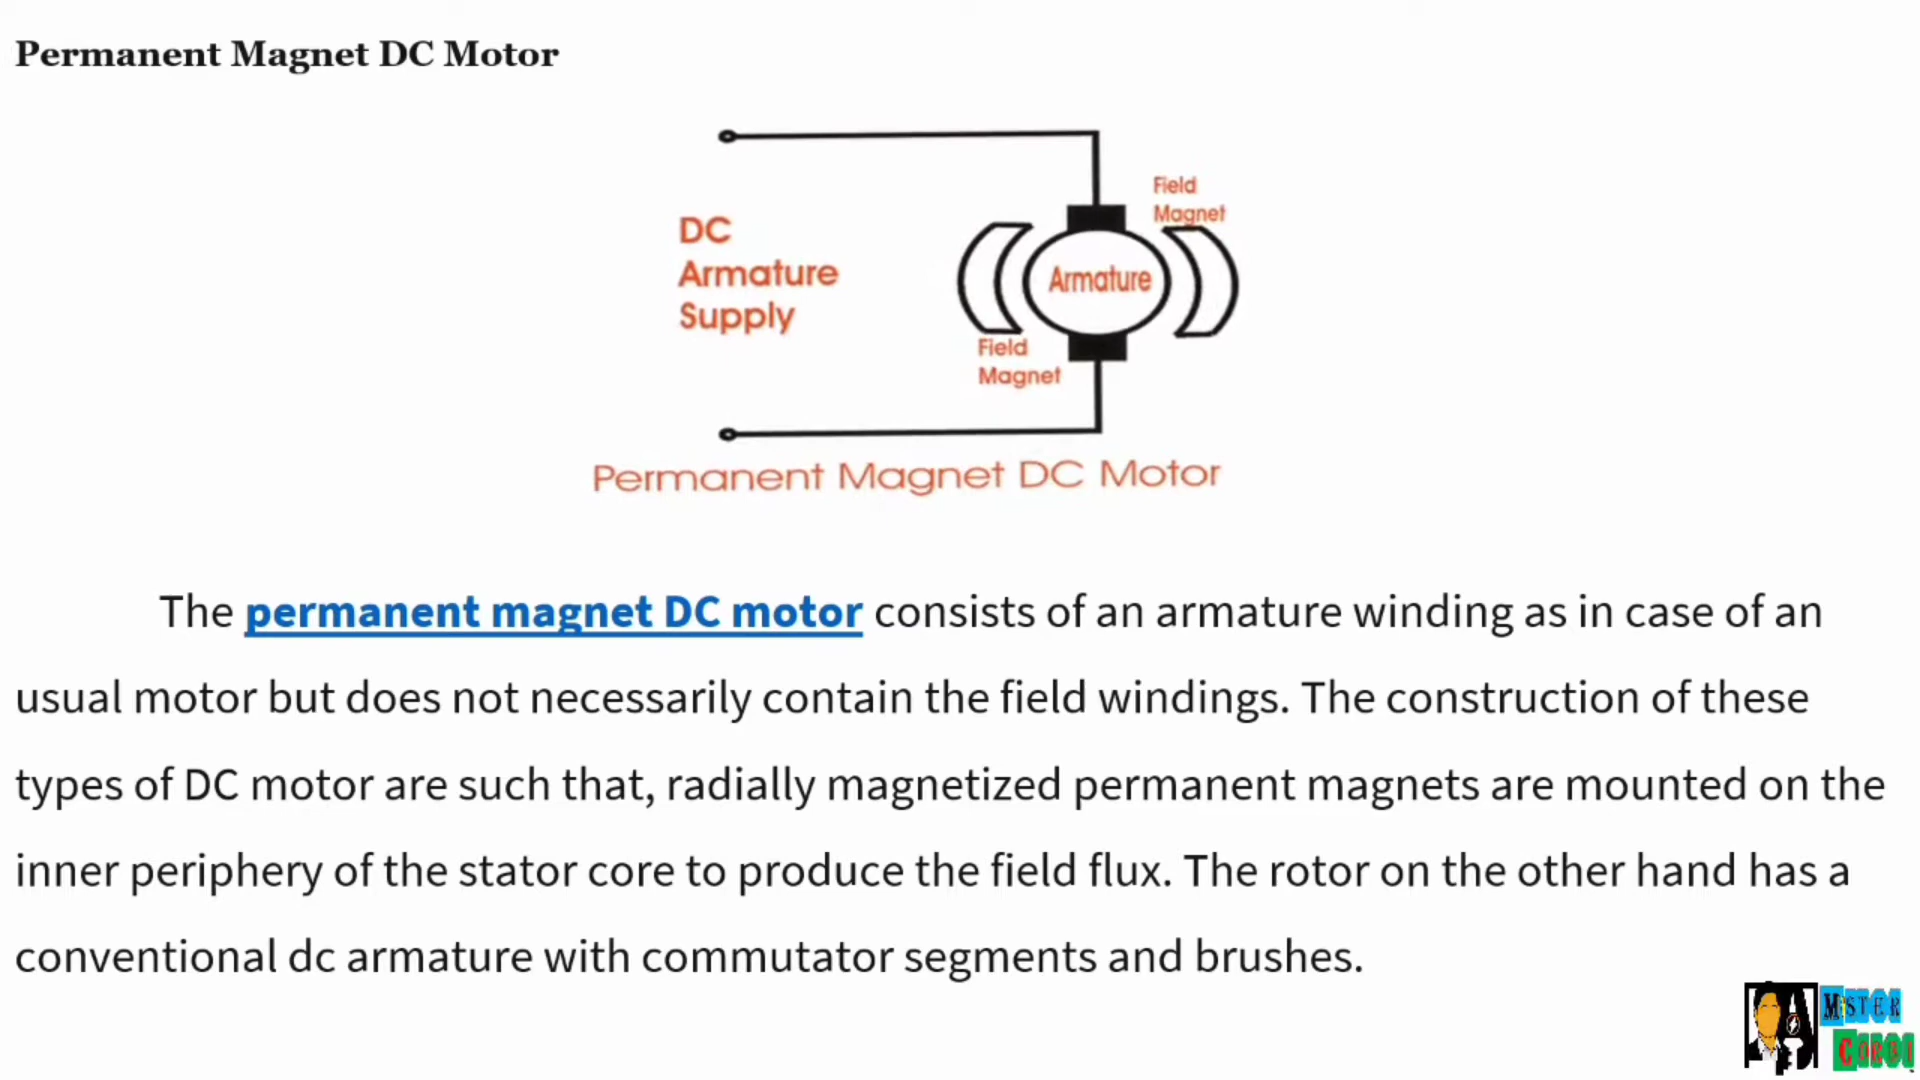 Permanent Magnet DC Motor
Field
Magnet
DC
Armature
Supply
Armature
Field
Magnet
Permanent Magnet DC Motor
The permanent magnet DC motor consists of an armature winding as in case of an
usual motor but does not necessarily contain the field windings. The construction of these
types of DC motor are such that, radially magnetized permanent magnets are mounted on the
inner periphery of the stator core to produce the field flux. The rotor on the other hand has a
conventional dc armature with commutator segments and brushes.
MISTER